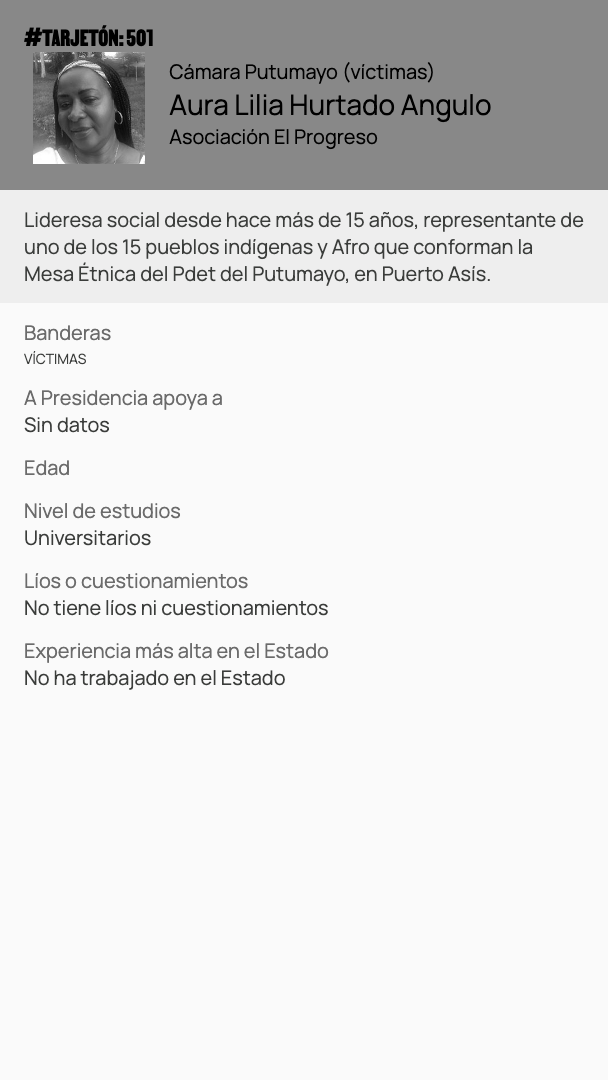 #TARJETÓN: 501
Cámara Putumayo (víctimas)
Aura Lilia Hurtado Angulo
Asociación El Progreso
Lideresa social desde hace más de 15 años, representante de
uno de los 15 pueblos indígenas y Afro que conforman la
Mesa Étnica del Pdet del Putumayo, en Puerto Asís.
Banderas
VÍCTIMAS
A Presidencia apoya a
Sin datos
Edad
Nivel de estudios
Universitarios
Líos o cuestionamientos
No tiene líos ni cuestionamientos
Experiencia más alta en el Estado
No ha trabajado en el Estado